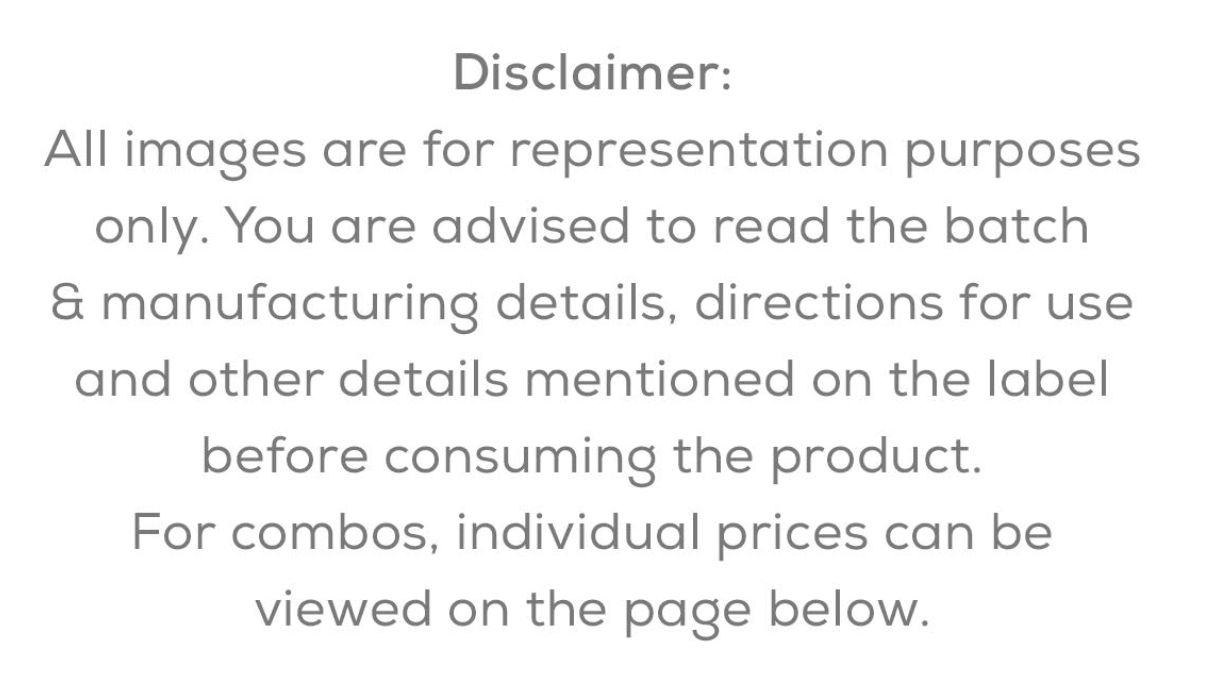 Disclaimer:
All images are for representation purposes
only. You are advised to read the batch
& manufacturing details, directions for use
and other details mentioned on the label
before consuming the product.
For combos, individual prices can be
viewed on the page below.